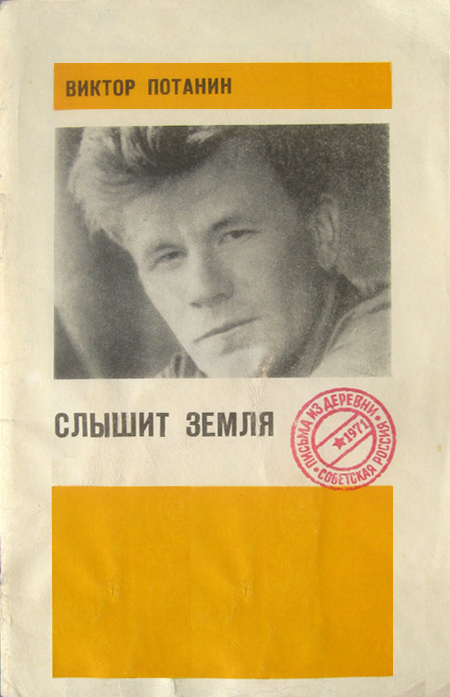 ВИКТОР ПОТАНИН
СЛЫШИТ ЗЕМЛЯ
ПИСЬМА ИЗ ДЕРЕВНИ
★1971
СОВЕТСКАЯ РОССИЯ